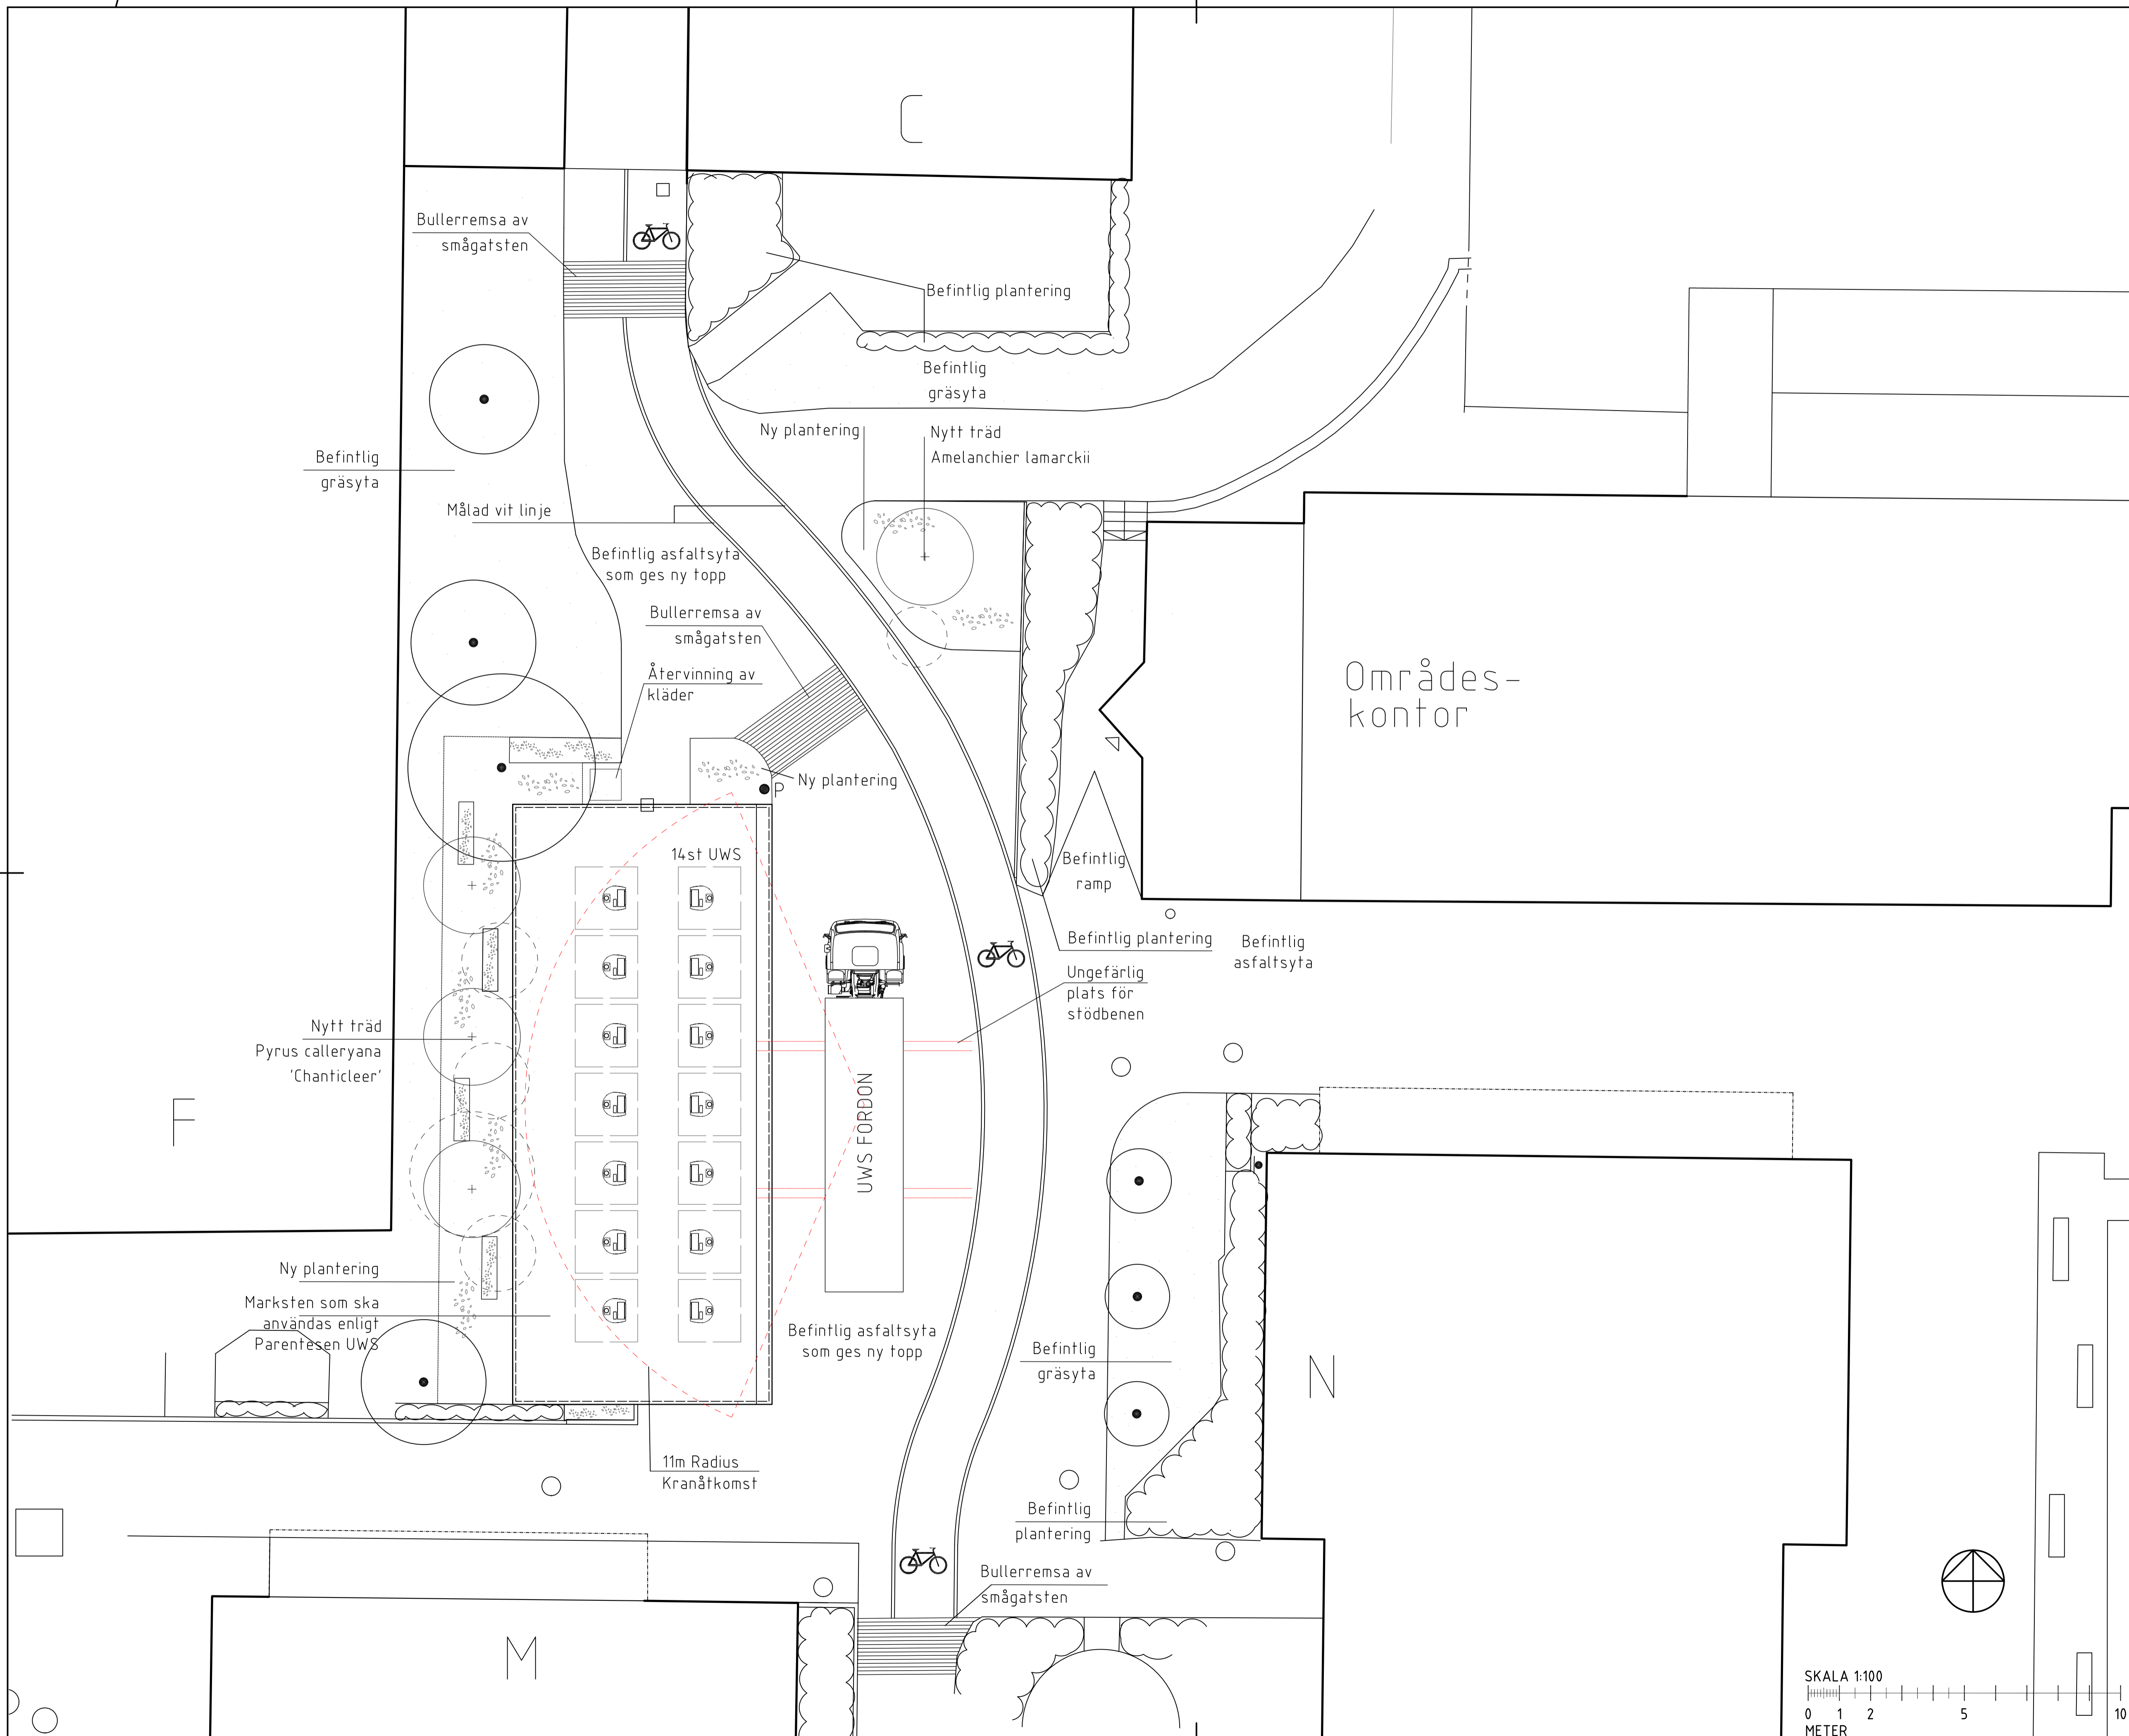 C
Bullerremsa av
smågatsten
Befintlig plantering
Befintlig
gräsyta
Ny plantering
Nytt träd
Amelanchier lamarckii
Befintlig
gräsyta
Målad vit linje
Befintlig asfaltsyta
som ges ny topp
Bullerremsa av
smågatsten
Återvinning av
kläder
Områdes-
kontor
Ny plantering
P
14st UWS
Befintlig
ramp
Befintlig plantering
Befintlig
asfaltsyta
Ungefärlig
plats för
stödbenen
Nytt träd
Pyrus calleryana
'Chanticleer'
F
UWS FORDON
Ny plantering
Marksten som ska
användas enligt
Parentesen UWS
Befintlig asfaltsyta
som ges ny topp
Befintlig
gräsyta
N
11m Radius
Kranåtkomst
Befintlig
plantering
Bullerremsa av
smågatsten
M
SKALA 1:100
0 1 2 5 10
METER